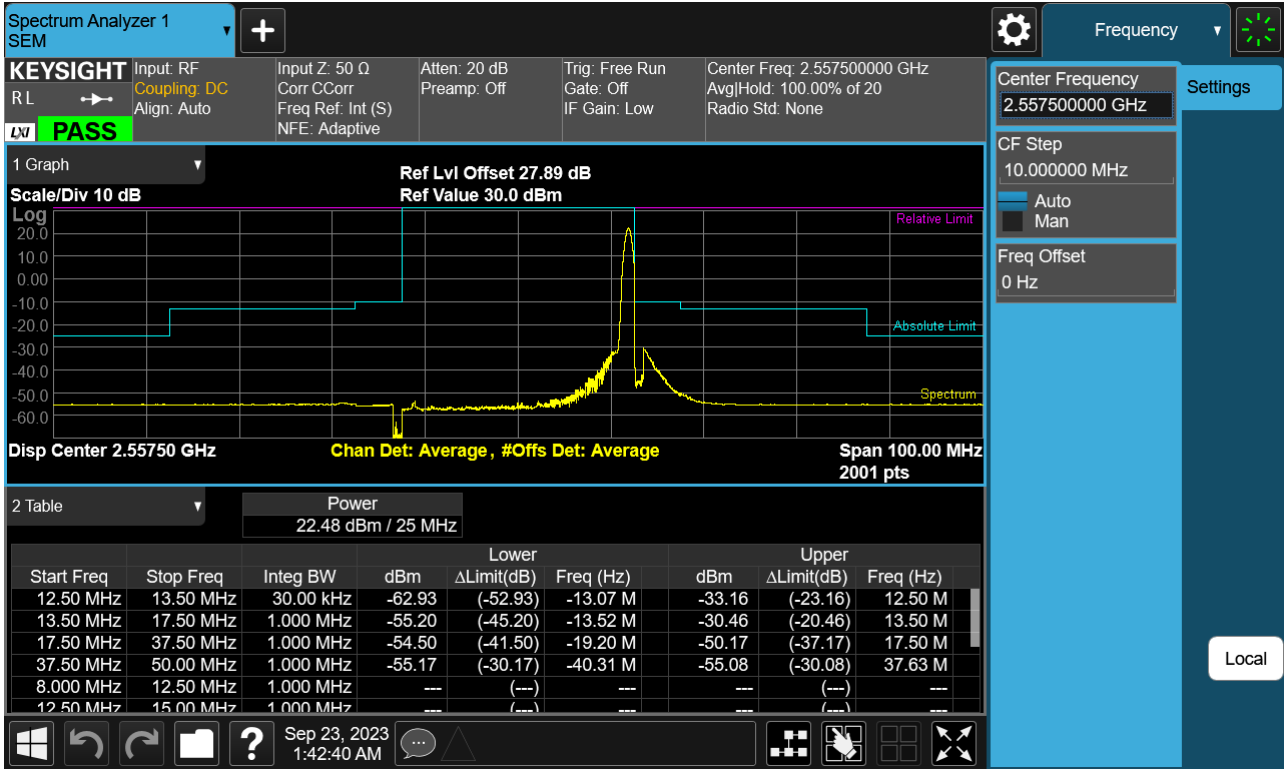 Spectrum Analyzer 1
SEM
Frequency
KEYSIGHT
R L
LXI
PASS
Input: RF
Coupling: DC
Align: Auto
Input Z: 50 Ω
Corr CCorr
Freq Ref: Int (S)
NFE: Adaptive
Atten: 20 dB
Preamp: Off
Trig: Free Run
Gate: Off
IF Gain: Low
Center Freq: 2.557500000 GHz
Avg|Hold: 100.00% of 20
Radio Std: None
Center Frequency
2.557500000 GHz
Settings
CF Step
10.000000 MHz
Auto
Man
Freq Offset
0 Hz
1 Graph
Ref Lvl Offset 27.89 dB
Scale/Div 10 dB
Ref Value 30.0 dBm
Log
Relative Limit
20.0
10.0
0.00
-10.0
-20.0
Absolute Limit
-30.0
-40.0
-50.0
Spectrum
-60.0
Disp Center 2.55750 GHz
Chan Det: Average , #Offs Det: Average
Span 100.00 MHz
2001 pts
2 Table
Power
22.48 dBm / 25 MHz
Lower Upper
Start Freq Stop Freq Integ BW dBm ΔLimit(dB) Freq (Hz) dBm ΔLimit(dB) Freq (Hz)
12.50 MHz 13.50 MHz 30.00 kHz -62.93 (-52.93) -13.07 M -33.16 (-23.16) 12.50 M
13.50 MHz 17.50 MHz 1.000 MHz -55.20 (-45.20) -13.52 M -30.46 (-20.46) 13.50 M
17.50 MHz 37.50 MHz 1.000 MHz -54.50 (-41.50) -19.20 M -50.17 (-37.17) 17.50 M
37.50 MHz 50.00 MHz 1.000 MHz -55.17 (-30.17) -40.31 M -55.08 (-30.08) 37.63 M
8.000 MHz 12.50 MHz 1.000 MHz --- (---) --- --- (---) ---
12.50 MHz 15.00 MHz 1.000 MHz --- (---) --- --- (---) ---
Local
?
Sep 23, 2023
1:42:40 AM